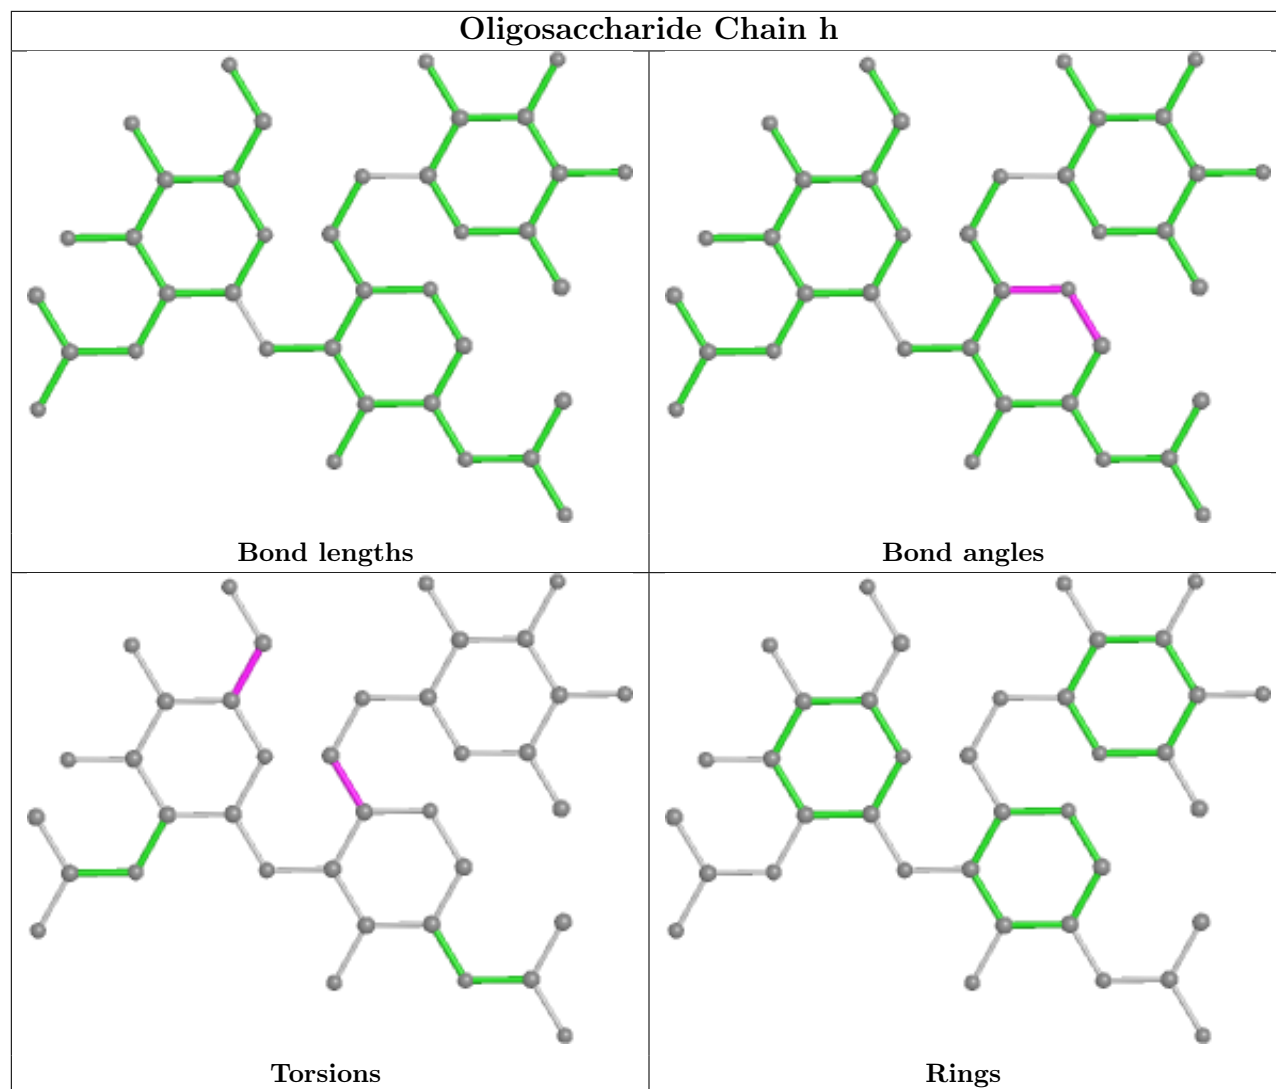 Oligosaccharide Chain h
Bond lengths
Bond angles
Torsions
Rings